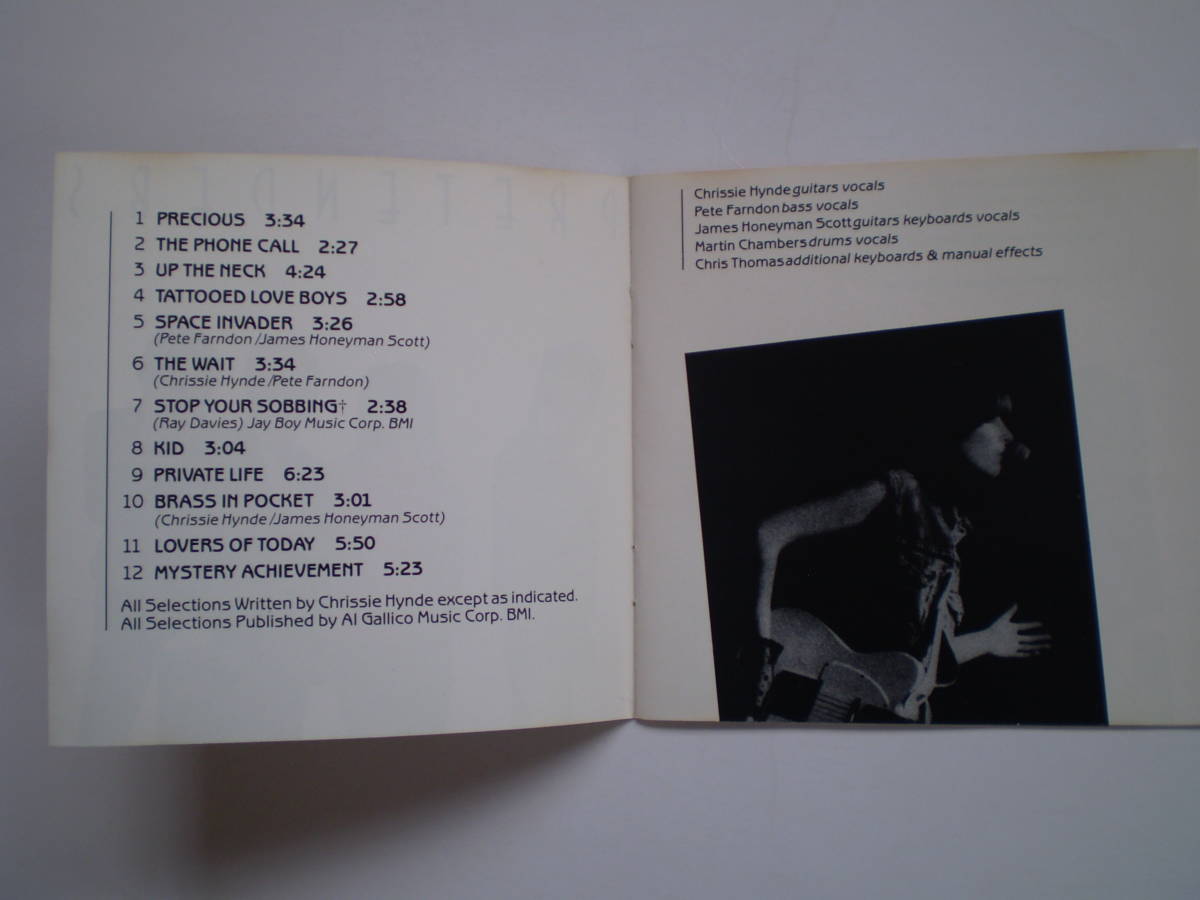 PRETENDERS
1 PRECIOUS 3:34
2 THE PHONE CALL 2:27
3 UP THE NECK 4:24
4 TATTOOED LOVE BOYS 2:58
5 SPACE INVADER 3:26
(Pete Farndon/James Honeyman Scott)
6 THE WAIT 3:34
(Chrissie Hynde/Pete Farndon)
7 STOP YOUR SOBBING† 2:38
(Ray Davies) Jay Boy Music Corp. BMI
8 KID 3:04
9 PRIVATE LIFE 6:23
10 BRASS IN POCKET 3:01
(Chrissie Hynde/James Honeyman Scott)
11 LOVERS OF TODAY 5:50
12 MYSTERY ACHIEVEMENT 5:23
All Selections Written by Chrissie Hynde except as indicated.
All Selections Published by Al Gallico Music Corp. BMI.
Chrissie Hynde guitars vocals
Pete Farndon bass vocals
James Honeyman Scott guitars keyboards vocals
Martin Chambers drums vocals
Chris Thomas additional keyboards & manual effects